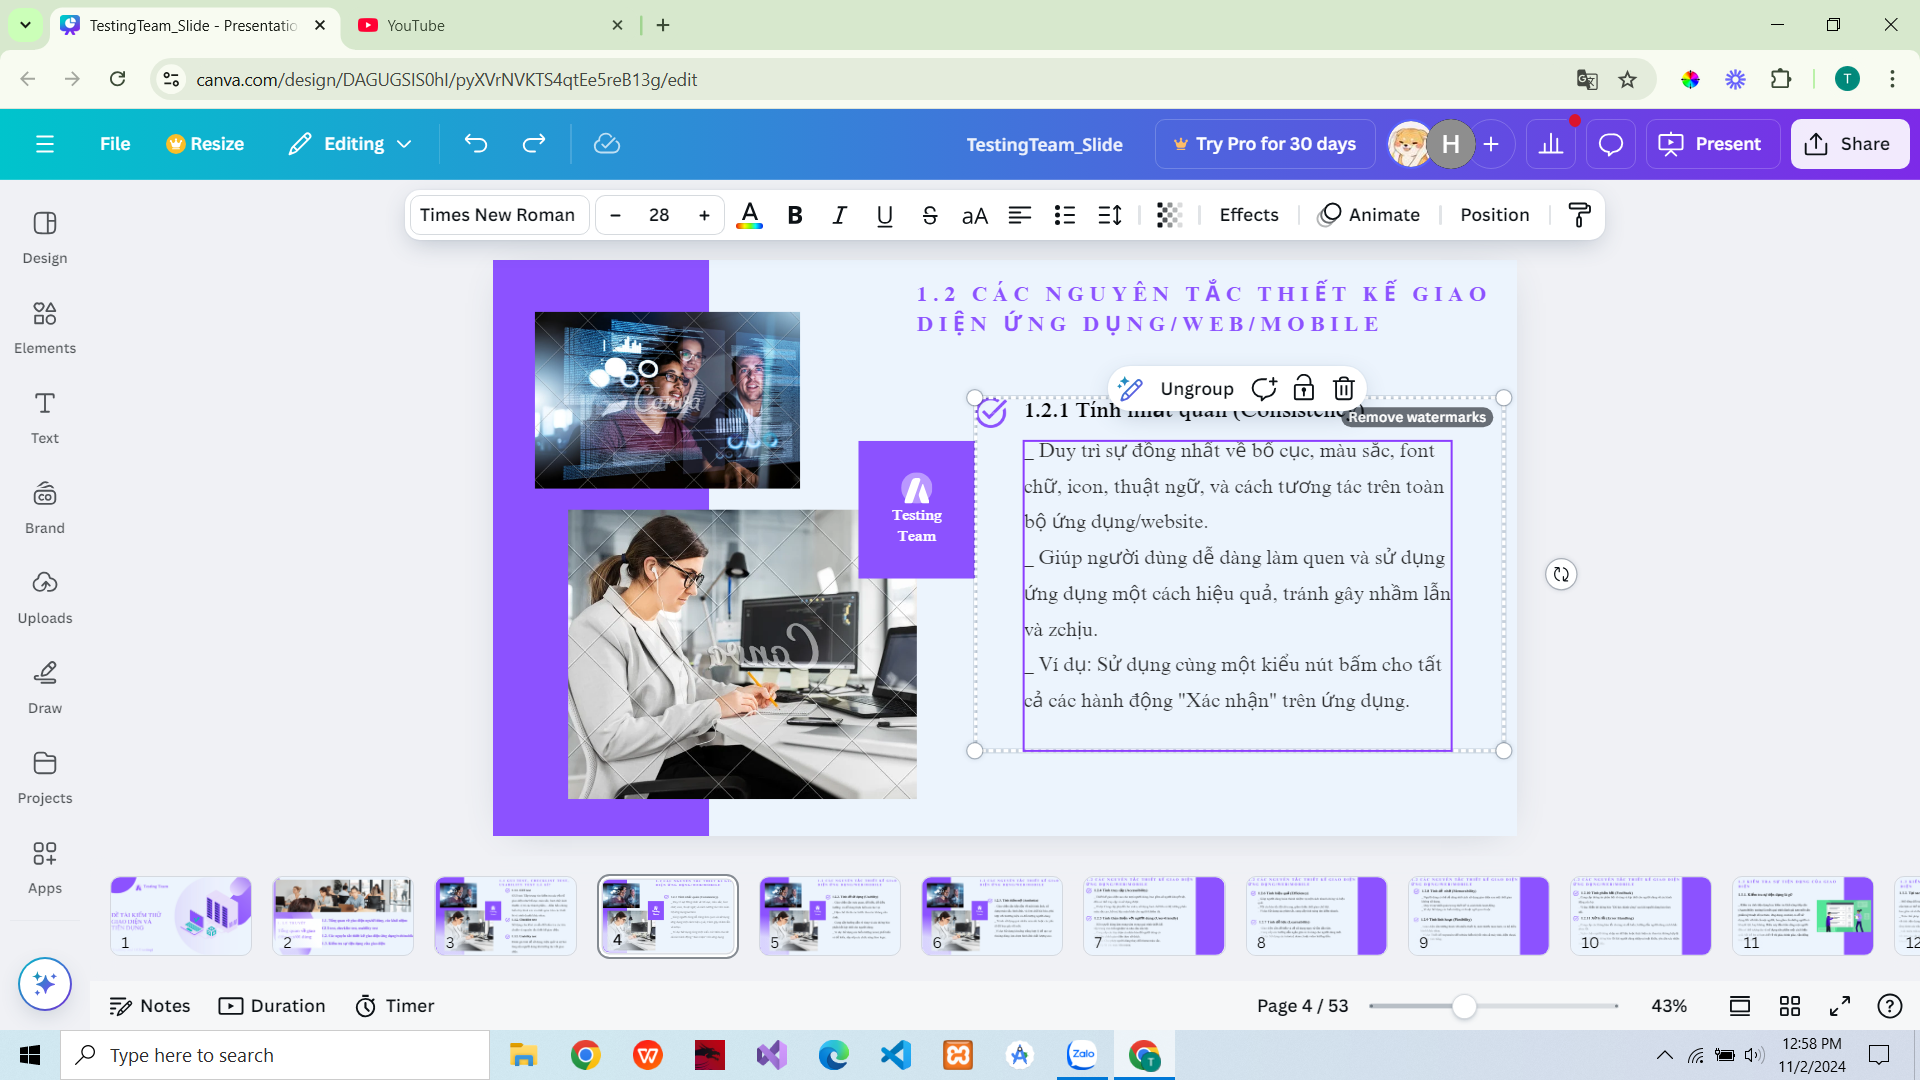 TestingTeam_Slide - Presentatio
YouTube
canva.com/design/DAGUGSIS0hI/pyXVrNVKTS4qtEe5reB13g/edit
T
File
Resize
Editing
TestingTeam_Slide
Try Pro for 30 days
H
Present
Share
Times New Roman
28
A
B
I
U
S
aA
Effects
Animate
Position
Design
Elements
Text
Brand
Uploads
Draw
Projects
Apps
1.2 CÁC NGUYÊN TẮC THIẾT KẾ GIAO
DIỆN ỨNG DỤNG/WEB/MOBILE
Ungroup
1.2.1 Tính nhất quán (Consistency)
Remove watermarks
_ Duy trì sự đồng nhất về bố cục, màu sắc, font
chữ, icon, thuật ngữ, và cách tương tác trên toàn
bộ ứng dụng/website.
_ Giúp người dùng dễ dàng làm quen và sử dụng
ứng dụng một cách hiệu quả, tránh gây nhầm lẫn
và zchịu.
_ Ví dụ: Sử dụng cùng một kiểu nút bấm cho tất
cả các hành động "Xác nhận" trên ứng dụng.
Testing
Team
Canva
Canva
1
2
3
4
5
6
7
8
9
10
11
12
Notes
Duration
Timer
Page 4 / 53
43%
Type here to search
Zalo
T
12:58 PM
11/2/2024